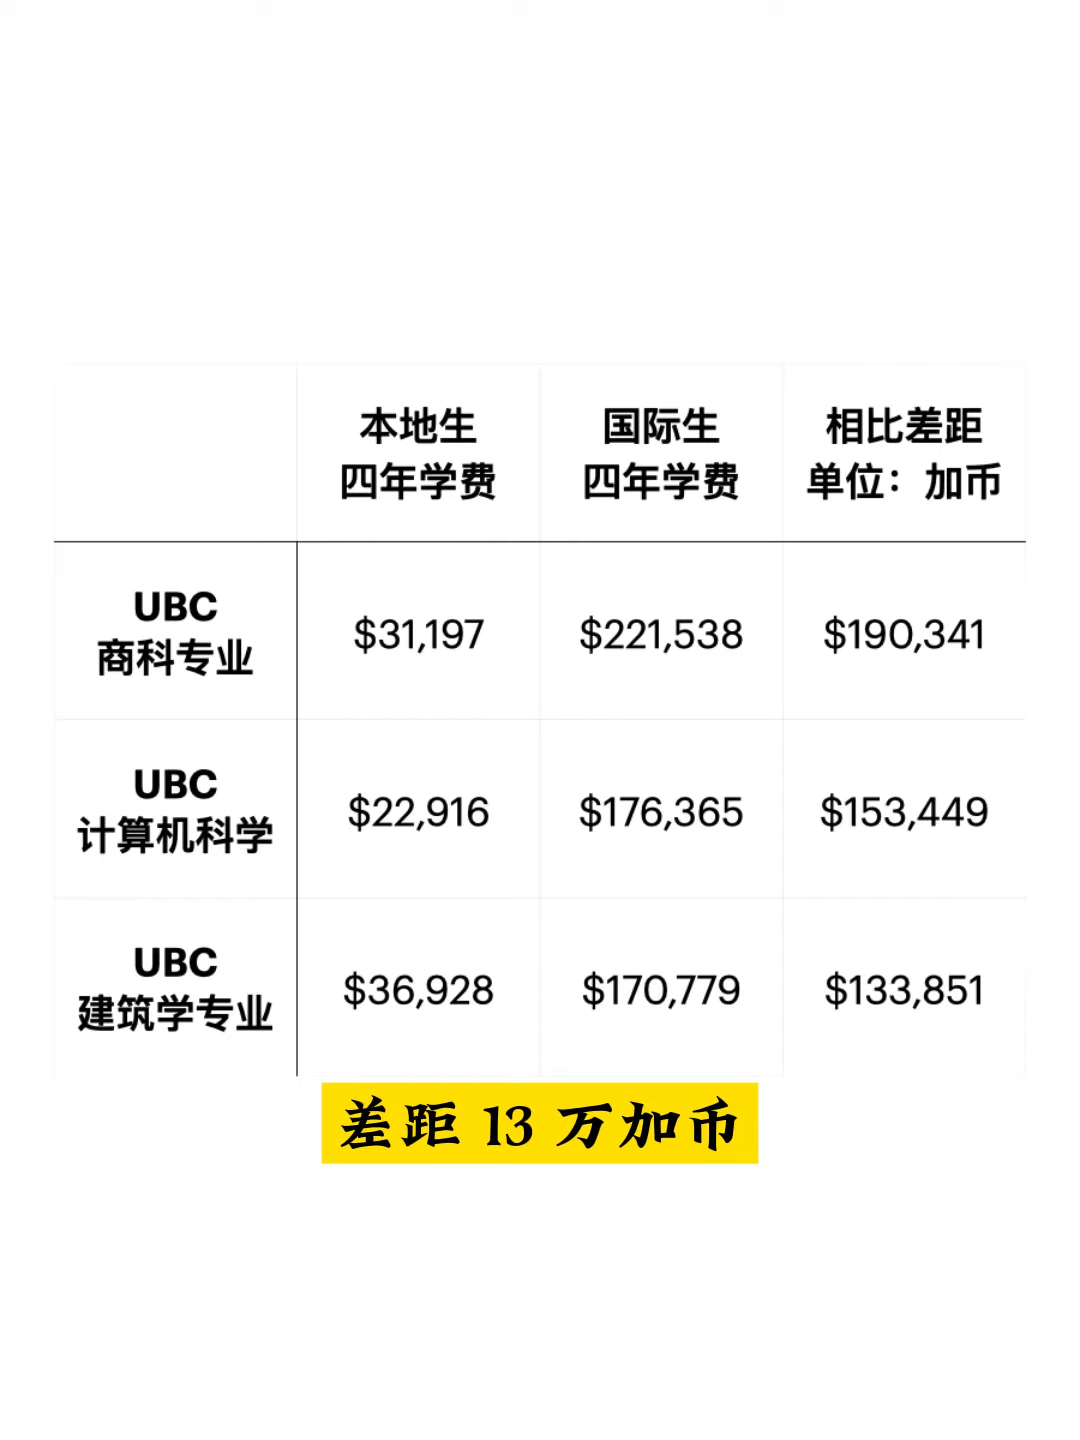 本地生
四年学费
国际生
四年学费
相比差距
单位：加币
UBC
商科专业
$31,197
$221,538
$190,341
UBC
计算机科学
$22,916
$176,365
$153,449
UBC
建筑学专业
$36,928
$170,779
$133,851
差距 13 万加币